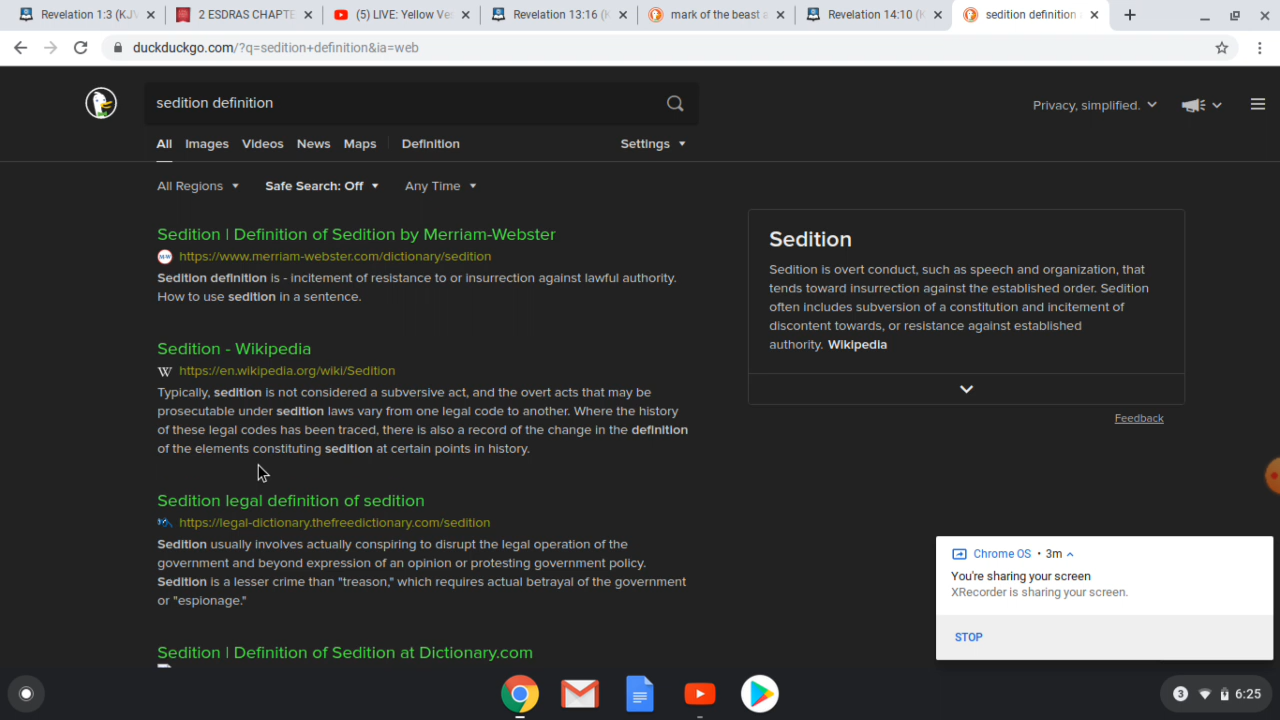 Revelation 1:3 (KJV
2 ESDRAS CHAPTE
(5) LIVE: Yellow Ve
Revelation 13:16 (K
mark of the beast a
Revelation 14:10 (K
sedition definition
duckduckgo.com/?q=sedition+definition&ia=web
sedition definition
Privacy, simplified.
All Images Videos News Maps Definition Settings
All Regions Safe Search: Off Any Time
Sedition | Definition of Sedition by Merriam-Webster
https://www.merriam-webster.com/dictionary/sedition
Sedition definition is - incitement of resistance to or insurrection against lawful authority.
How to use sedition in a sentence.
Sedition - Wikipedia
W https://en.wikipedia.org/wiki/Sedition
Typically, sedition is not considered a subversive act, and the overt acts that may be
prosecutable under sedition laws vary from one legal code to another. Where the history
of these legal codes has been traced, there is also a record of the change in the definition
of the elements constituting sedition at certain points in history.
Sedition legal definition of sedition
https://legal-dictionary.thefreedictionary.com/sedition
Sedition usually involves actually conspiring to disrupt the legal operation of the
government and beyond expression of an opinion or protesting government policy.
Sedition is a lesser crime than "treason," which requires actual betrayal of the government
or "espionage."
Sedition | Definition of Sedition at Dictionary.com
Sedition
Sedition is overt conduct, such as speech and organization, that
tends toward insurrection against the established order. Sedition
often includes subversion of a constitution and incitement of
discontent towards, or resistance against established
authority. Wikipedia
Feedback
Chrome OS • 3m
You're sharing your screen
XRecorder is sharing your screen.
STOP
3 6:25